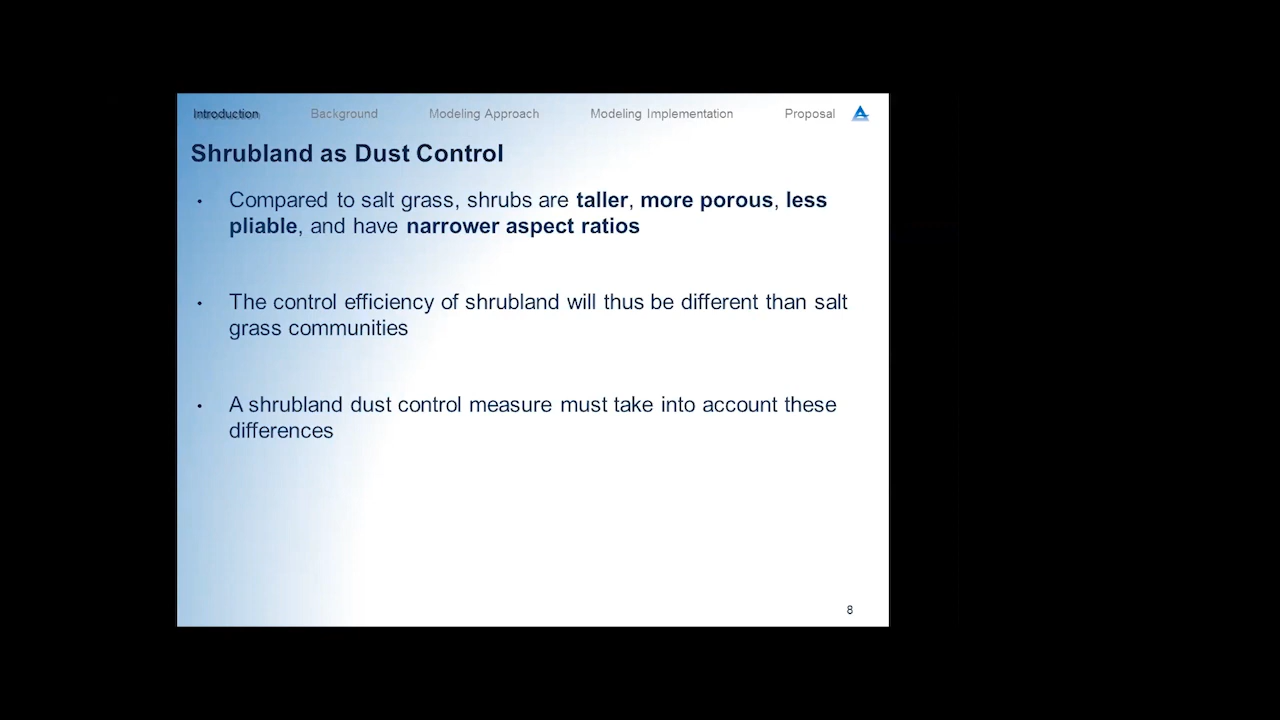 Introduction Background Modeling Approach Modeling Implementation Proposal
Shrubland as Dust Control
• Compared to salt grass, shrubs are taller, more porous, less
pliable, and have narrower aspect ratios
• The control efficiency of shrubland will thus be different than salt
grass communities
• A shrubland dust control measure must take into account these
differences
8